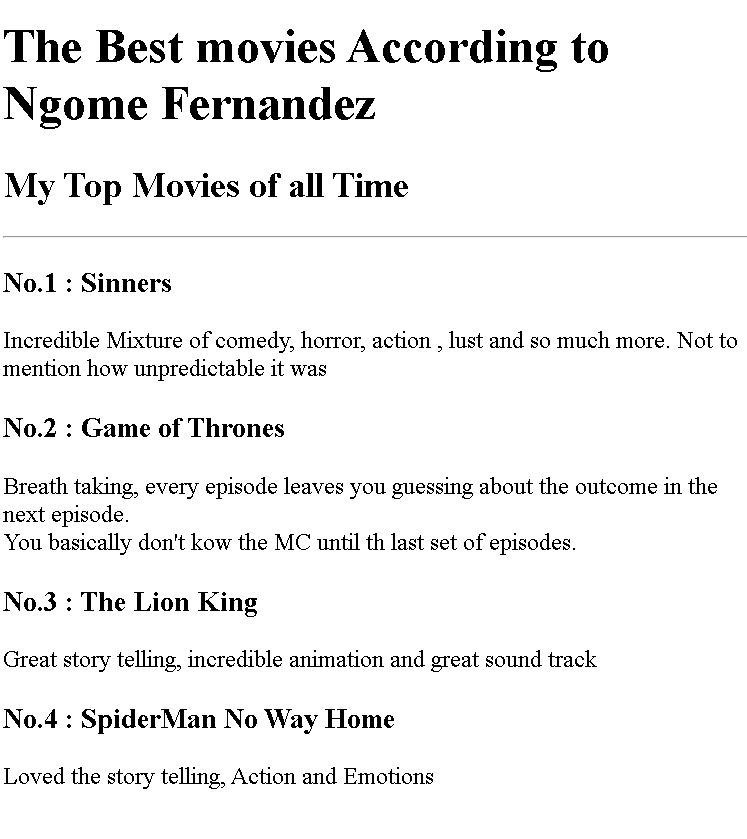 The Best movies According to
Ngome Fernandez
My Top Movies of all Time
No.1 : Sinners
Incredible Mixture of comedy, horror, action , lust and so much more. Not to
mention how unpredictable it was
No.2 : Game of Thrones
Breath taking, every episode leaves you guessing about the outcome in the
next episode.
You basically don't kow the MC until th last set of episodes.
No.3 : The Lion King
Great story telling, incredible animation and great sound track
No.4 : SpiderMan No Way Home
Loved the story telling, Action and Emotions